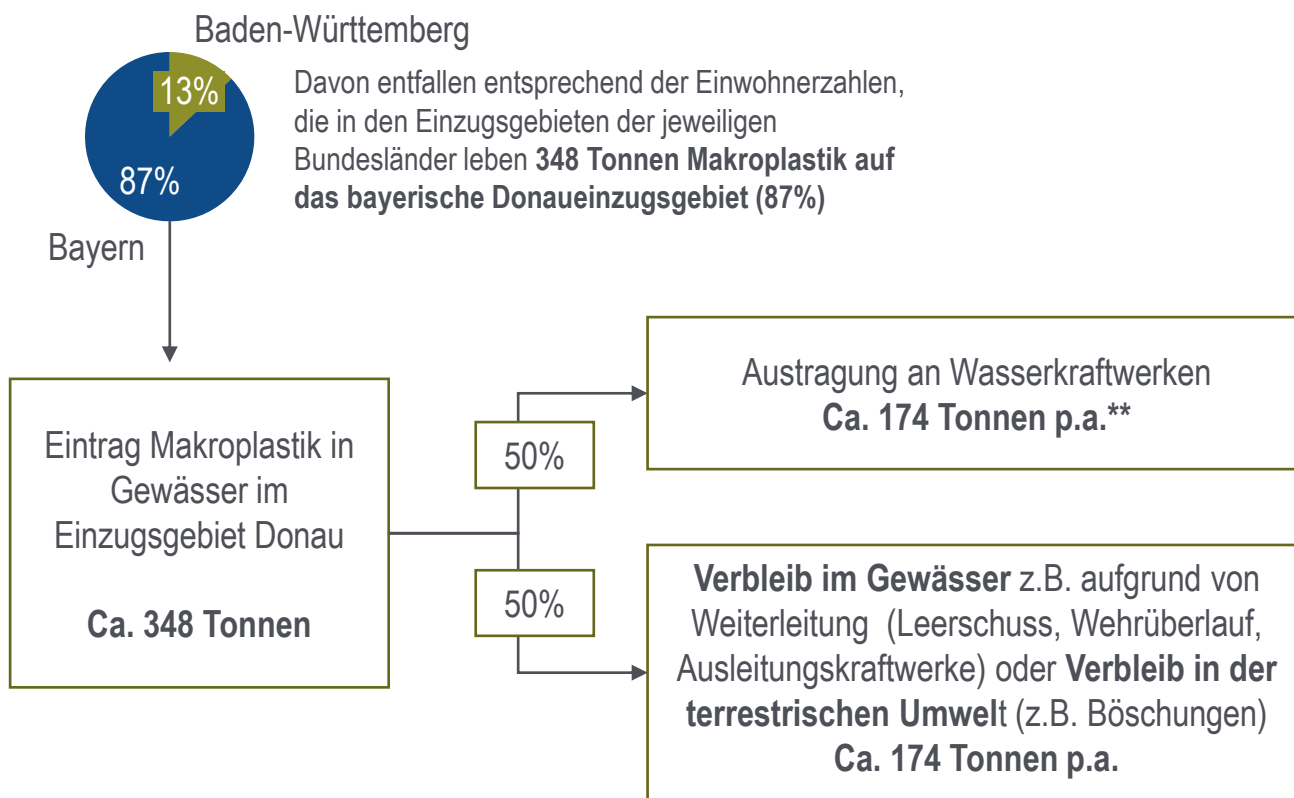 Baden-Württemberg
13%
87%
Bayern
Davon entfallen entsprechend der Einwohnerzahlen,
die in den Einzugsgebieten der jeweiligen
Bundesländer leben 348 Tonnen Makroplastik auf
das bayerische Donaueinzugsgebiet (87%)
Eintrag Makroplastik in
Gewässer im
Einzugsgebiet Donau
Ca. 348 Tonnen
50%
50%
Austragung an Wasserkraftwerken
Ca. 174 Tonnen p.a.**
Verbleib im Gewässer z.B. aufgrund von
Weiterleitung (Leerschuss, Wehrüberlauf,
Ausleitungskraftwerke) oder Verbleib in der
terrestrischen Umwelt (z.B. Böschungen)
Ca. 174 Tonnen p.a.